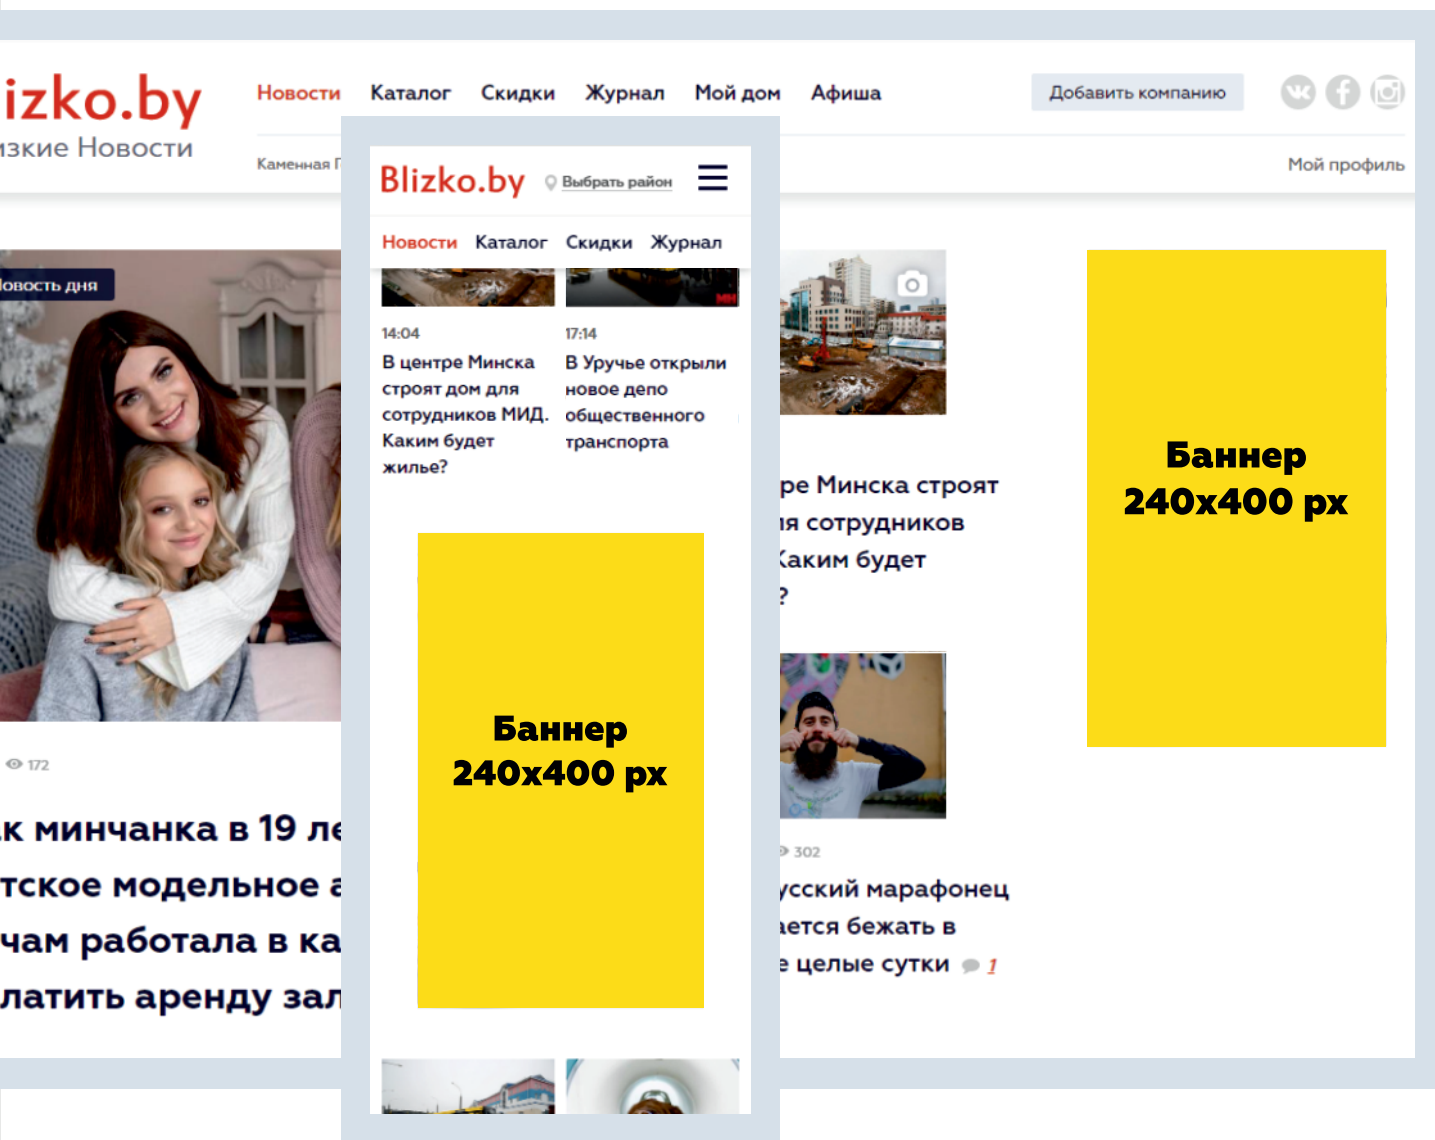 izko.by
Новости
Новости Каталог Скидки Журнал Мой дом Афиша
Добавить компанию
Каменная
Мой профиль
Новость дня
172
к минчанка в 19 ле
тское модельное а
чам работала в ка
латить аренду зал
Blizko.by
Выбрать район
Новости Каталог Скидки Журнал
МН
14:04
В центре Минска
строят дом для
сотрудников МИД.
Каким будет
жилье?
17:14
В Уручье открыли
новое депо
общественного
транспорта
Баннер
240x400 px
ре Минска строят
ля сотрудников
Каким будет
?
302
усский марафонец
ается бежать в
е целые сутки 1
Баннер
240x400 px